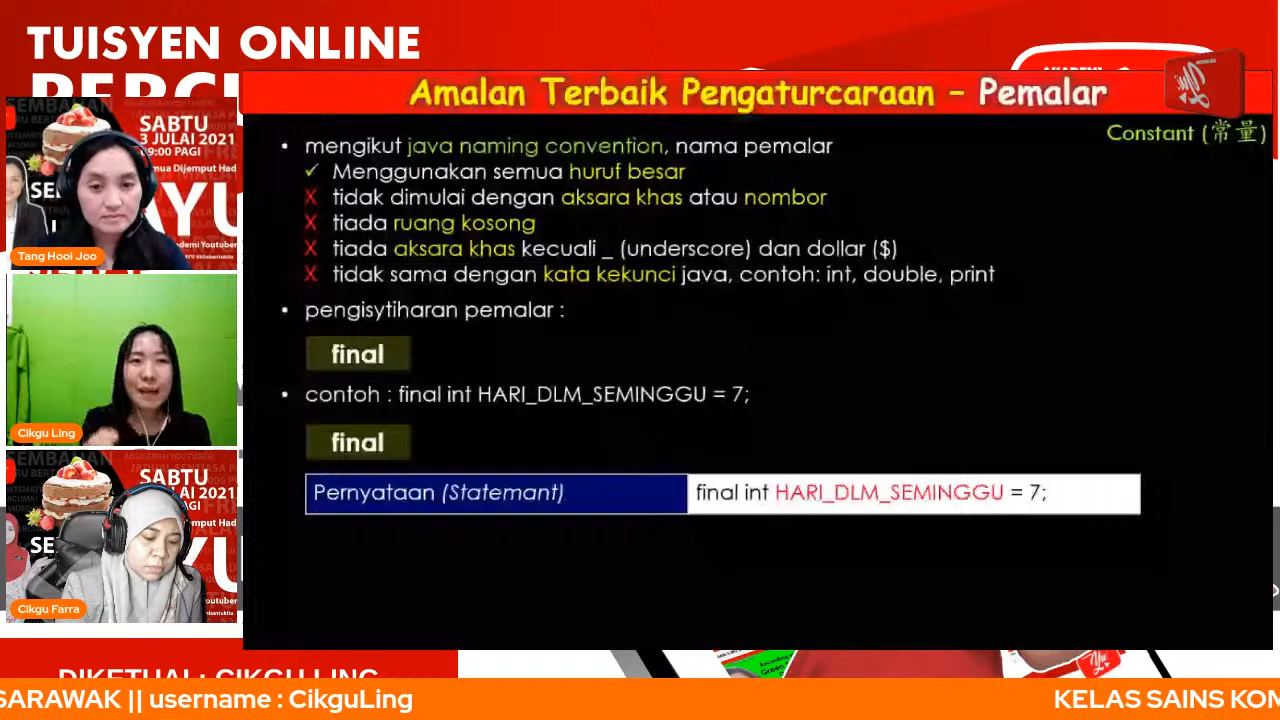 TUISYEN ONLINE
Amalan Terbaik Pengaturcaraan – Pemalar
Constant (常量)
• mengikut java naming convention, nama pemalar
✓ Menggunakan semua huruf besar
X tidak dimulai dengan aksara khas atau nombor
X tiada ruang kosong
X tiada aksara khas kecuali _ (underscore) dan dollar ($)
X tidak sama dengan kata kekunci java, contoh: int, double, print
• pengisytiharan pemalar :
final
• contoh : final int HARI_DLM_SEMINGGU = 7;
final
Pernyataan (Statemant) final int HARI_DLM_SEMINGGU = 7;
SABTU
3 JULAI 2021
Tang Hooi Joo
Cikgu Ling
SABTU
Cikgu Farra
DIKETUAI : CIKGU LING
SARAWAK || username : CikguLing
KELAS SAINS KOM